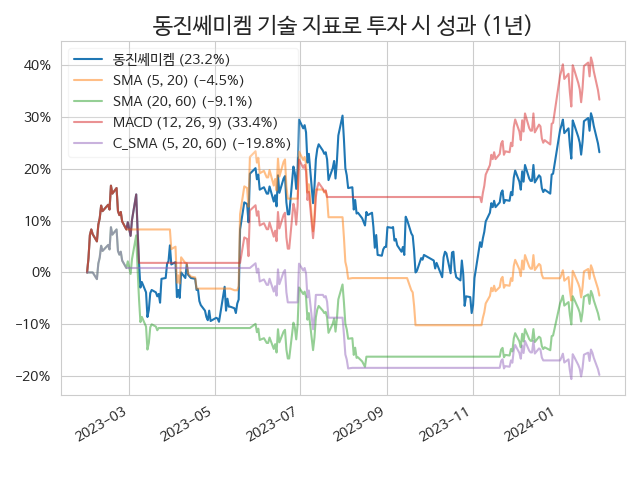 동진쎄미켐 기술 지표로 투자 시 성과 (1년)
동진쎄미켐 (23.2%)
SMA (5, 20) (−4.5%)
SMA (20, 60) (−9.1%)
MACD (12, 26, 9) (33.4%)
C_SMA (5, 20, 60) (−19.8%)
40%
30%
20%
10%
0%
−10%
−20%
2023−03
2023−05
2023−07
2023−09
2023−11
2024−01